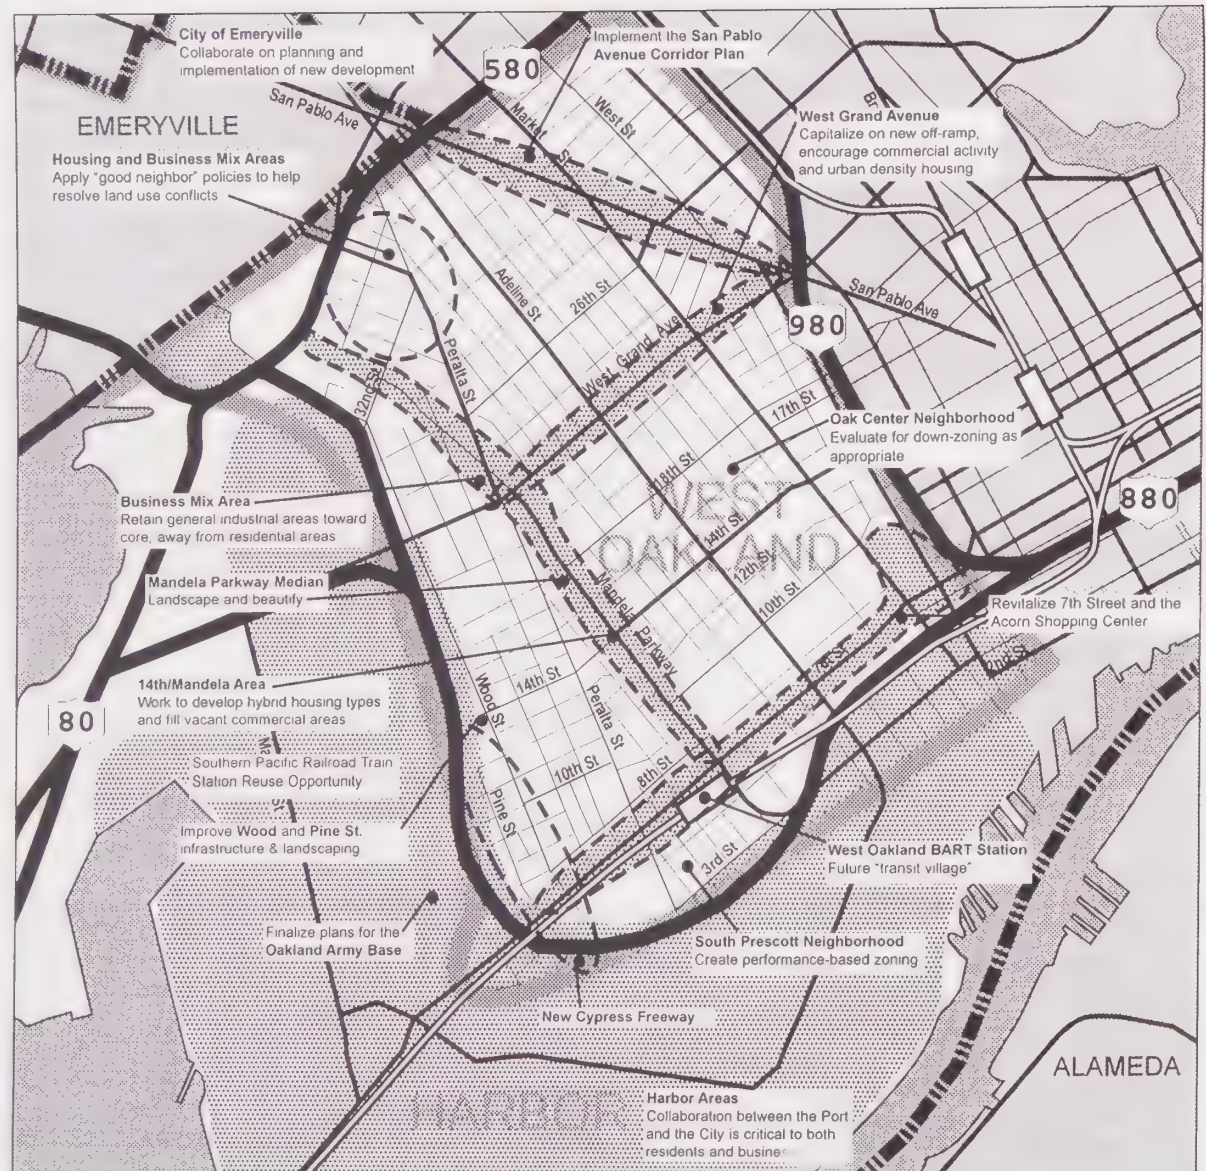 City of Emeryville
Collaborate on planning and
implementation of new development
Implement the San Pablo
Avenue Corridor Plan
580
San Pablo Ave
Market St
West St
EMERYVILLE
West Grand Avenue
Capitalize on new off-ramp,
encourage commercial activity
and urban density housing
Housing and Business Mix Areas
Apply "good neighbor" policies to help
resolve land use conflicts
Adeline St
26th St
San Pablo Ave
980
West Grand Ave
Peralta St
32nd St
17th St
Oak Center Neighborhood
Evaluate for down-zoning as
appropriate
18th St
WEST
OAKLAND
880
Business Mix Area
Retain general industrial areas toward
core, away from residential areas
14th St
12th St
10th St
Mandela Parkway Median
Landscape and beautify
Mandela Parkway
Revitalize 7th Street and the
Acorn Shopping Center
7th St
2nd St
14th/Mandela Area
Work to develop hybrid housing types
and fill vacant commercial areas
Wood St
14th St
Peralta St
80
Southern Pacific Railroad Train
Station Reuse Opportunity
10th St
8th St
Pine St
Improve Wood and Pine St.
infrastructure & landscaping
3rd St
West Oakland BART Station
Future "transit village"
Finalize plans for the
Oakland Army Base
South Prescott Neighborhood
Create performance-based zoning
New Cypress Freeway
ALAMEDA
HARBOR
Harbor Areas
Collaboration between the Port
and the City is critical to both
residents and